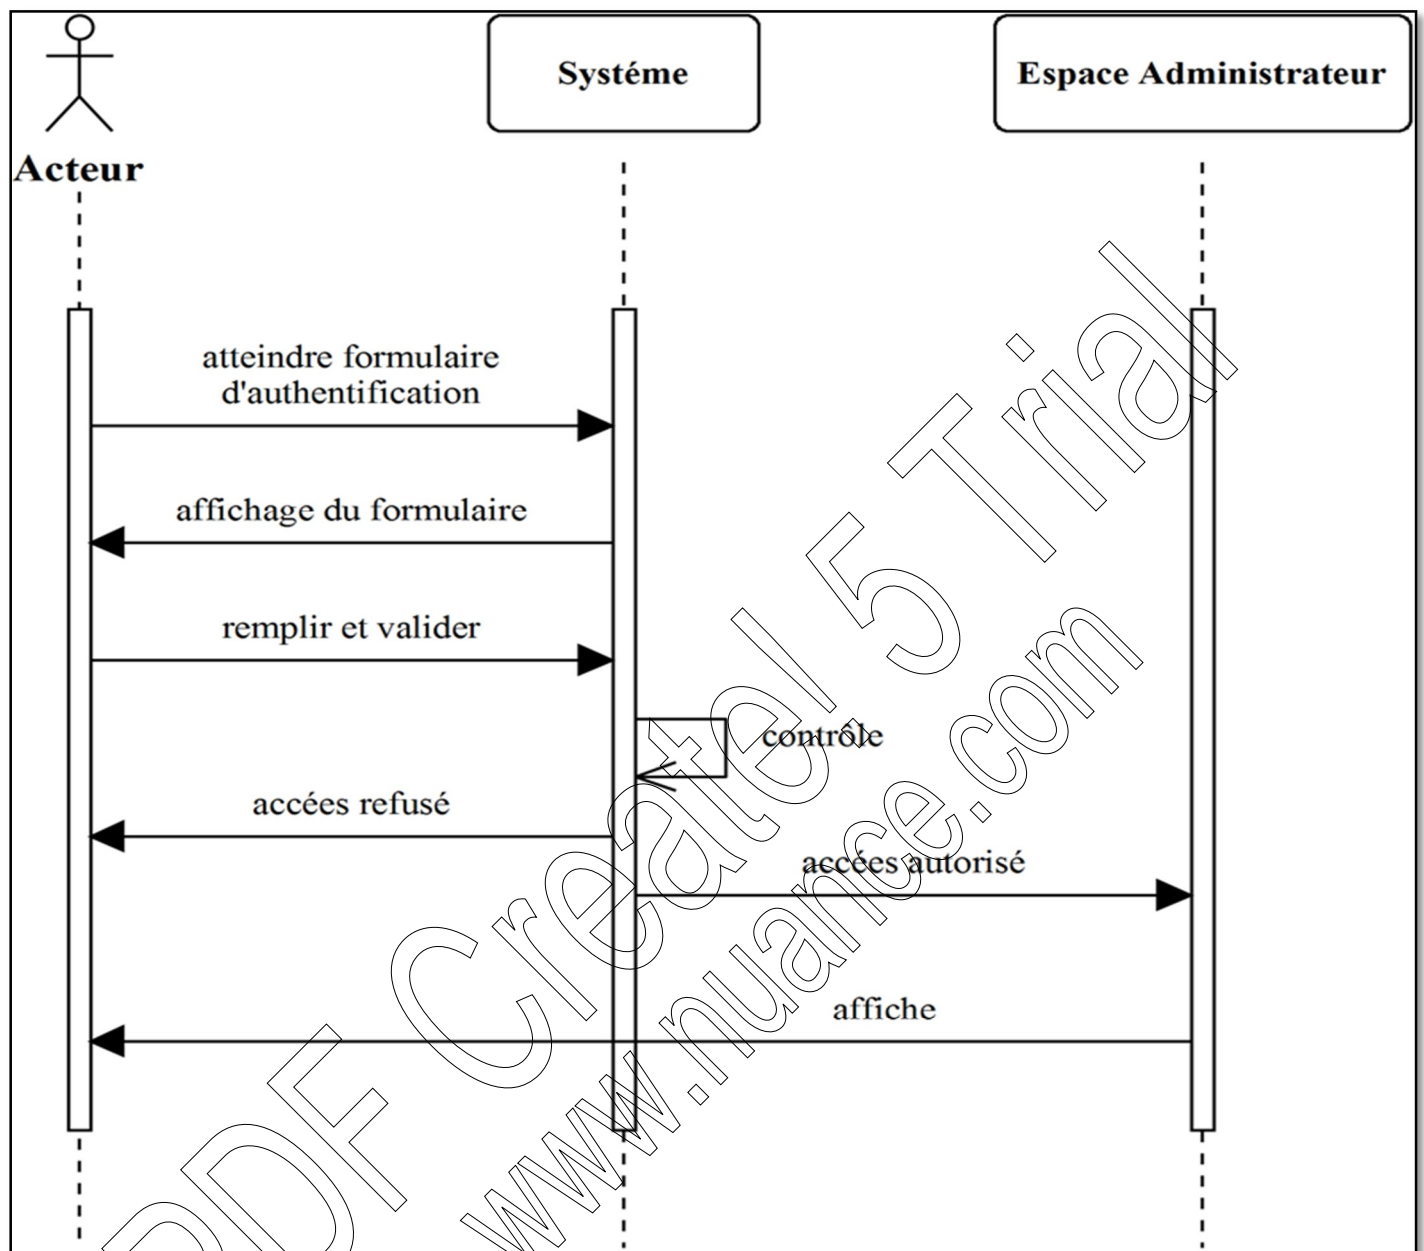 Systéme
Espace Administrateur
Acteur
atteindre formulaire
d'authentification
affichage du formulaire
remplir et valider
contrôle
accées refusé
accées autorisé
affiche
PDF Create! 5 Trial
www.nuance.com